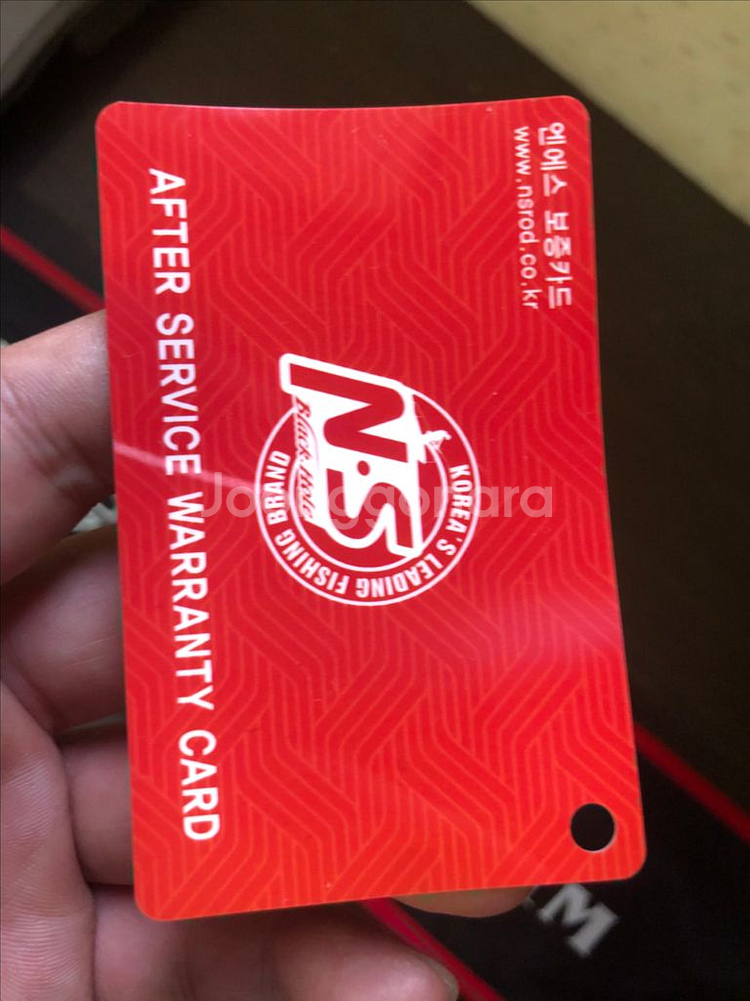 엔에스 보증카드
www.nsrod.co.kr
NS
Black Hole
KOREA'S LEADING FISHING BRAND
AFTER SERVICE WARRANTY CARD
Joonggonara
M